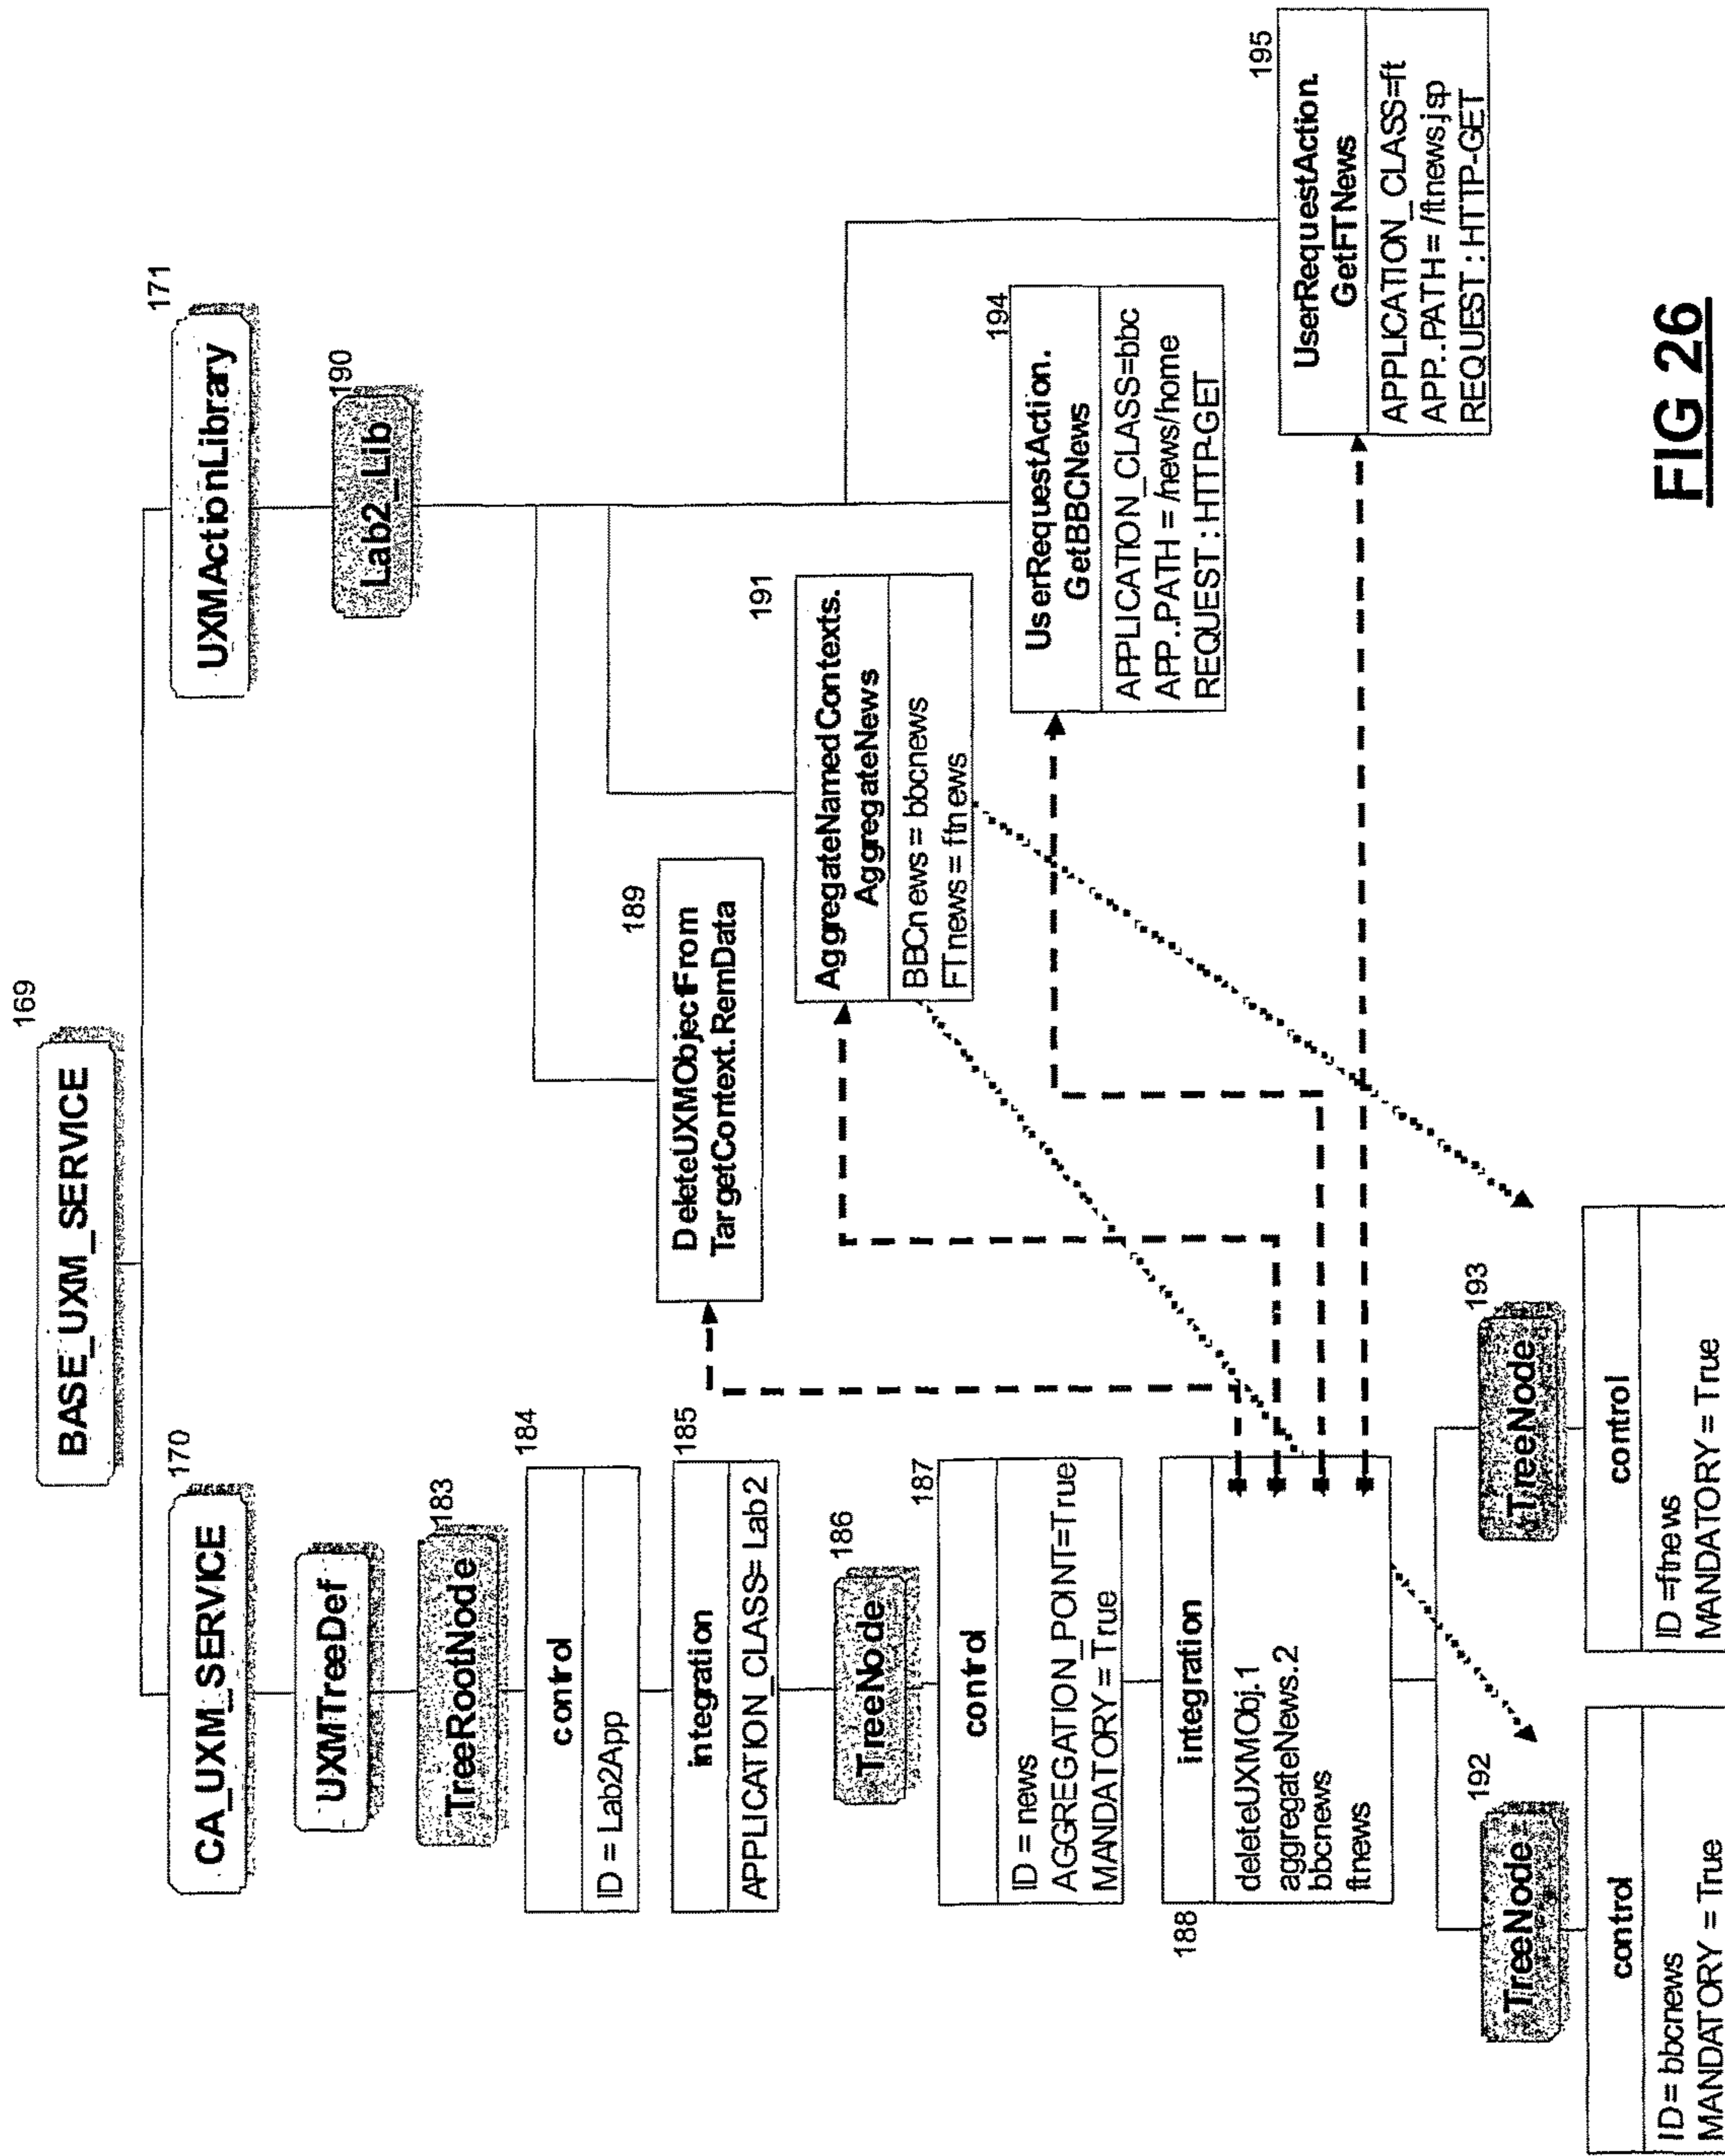 169
BASE_UXM_SERVICE
170
CA_UXM_SERVICE
UXMTreeDef
183
TreeRootNode
184
control
ID = Lab2App
185
integration
APPLICATION_CLASS= Lab2
186
TreeNode
187
control
ID = news
AGGREGATION_POINT=True
MANDATORY = True
188
integration
deleteUXMObj.1
aggregateNews.2
bbcnews
ftnews
192
TreeNode
control
ID = bbcnews
MANDATORY = True
193
TreeNode
control
ID =ftnews
MANDATORY = True
171
UXMActionLibrary
190
Lab2_Lib
189
DeleteUXMObjectFrom
TargetContext.RemData
191
AggregateNamedContexts.
AggregateNews
BBCnews = bbcnews
FTnews = ftnews
194
UserRequestAction.
GetBBCNews
APPLICATION_CLASS=bbc
APP..PATH = /news/home
REQUEST : HTTP-GET
195
UserRequestAction.
GetFTNews
APPLICATION_CLASS=ft
APP..PATH = /ftnews.jsp
REQUEST : HTTP-GET
FIG 26